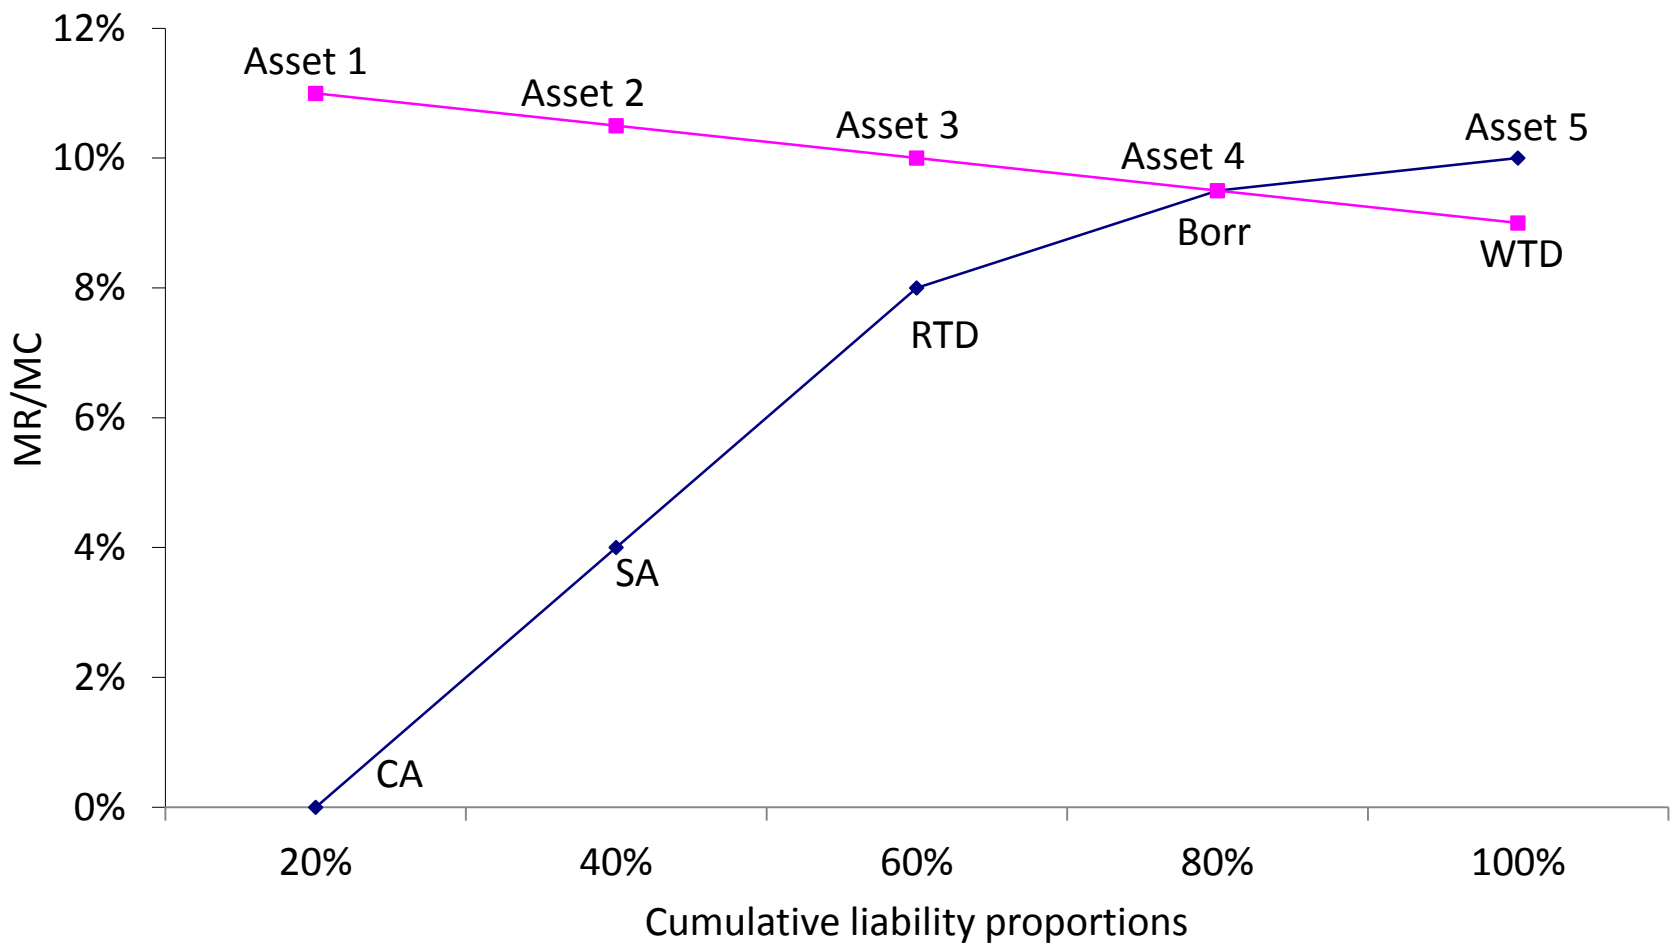 12%
Asset 1
Asset 2
Asset 3
Asset 4
Asset 5
10%
Borr
WTD
8%
RTD
6%
MR/MC
4%
SA
2%
CA
0%
20%
40%
60%
80%
100%
Cumulative liability proportions